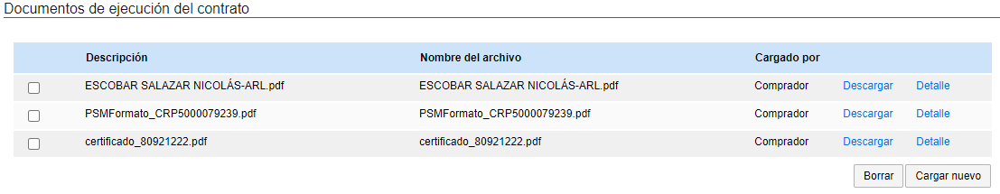 Documentos de ejecución del contrato
Descripción Nombre del archivo Cargado por
ESCOBAR SALAZAR NICOLÁS-ARL.pdf ESCOBAR SALAZAR NICOLÁS-ARL.pdf Comprador Descargar Detalle
PSMFormato_CRP5000079239.pdf PSMFormato_CRP5000079239.pdf Comprador Descargar Detalle
certificado_80921222.pdf certificado_80921222.pdf Comprador Descargar Detalle
Borrar Cargar nuevo